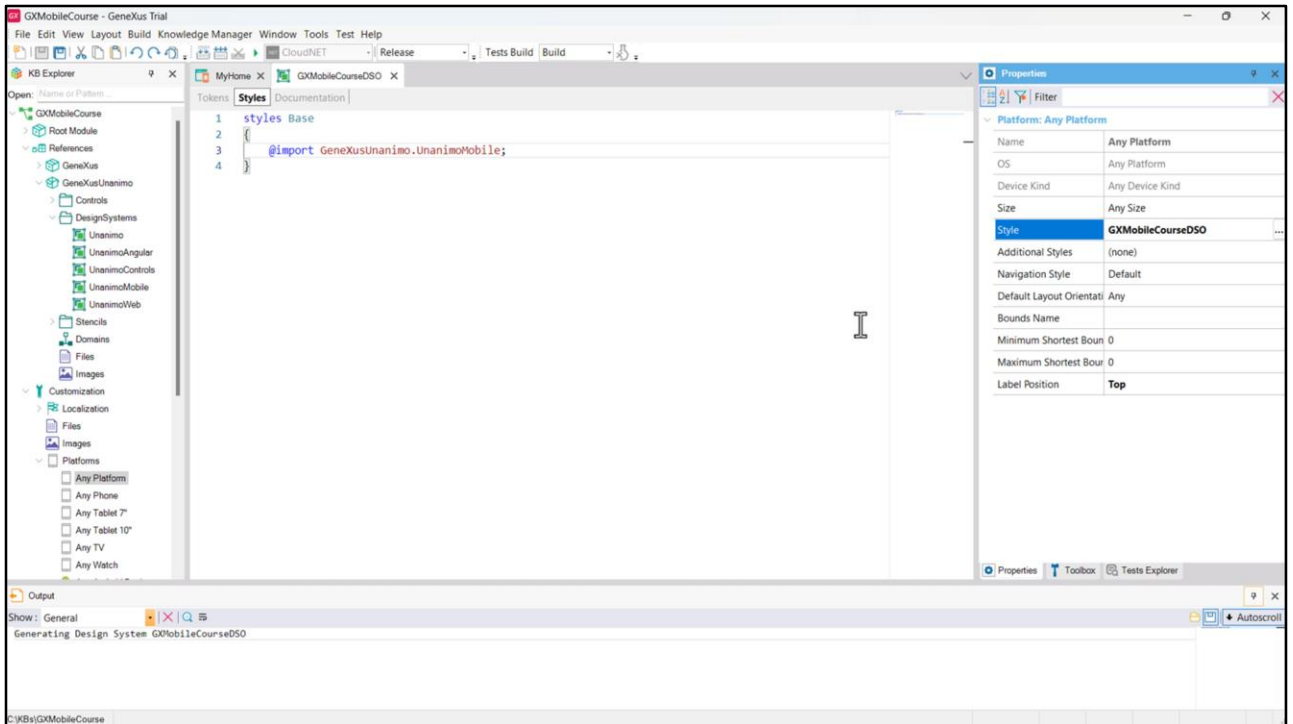 GX GXMobileCourse - GeneXus Trial
File Edit View Layout Build Knowledge Manager Window Tools Test Help
CloudNET Release Tests Build Build
KB Explorer
Open: Name or Pattern...
GXMobileCourse
Root Module
References
GeneXus
GeneXusUnanimo
Controls
DesignSystems
Unanimo
UnanimoAngular
UnanimoControls
UnanimoMobile
UnanimoWeb
Stencils
Domains
Files
Images
Customization
Localization
Files
Images
Platforms
Any Platform
Any Phone
Any Tablet 7"
Any Tablet 10"
Any TV
Any Watch
MyHome X GXMobileCourseDSO X
Tokens Styles Documentation
1 styles Base
2 {
3 @import GeneXusUnanimo.UnanimoMobile;
4 }
Properties
Filter
Platform: Any Platform
Name Any Platform
OS Any Platform
Device Kind Any Device Kind
Size Any Size
Style GXMobileCourseDSO ...
Additional Styles (none)
Navigation Style Default
Default Layout Orientati Any
Bounds Name
Minimum Shortest Boun 0
Maximum Shortest Bour 0
Label Position Top
Properties Toolbox Tests Explorer
Output
Show: General
Autoscroll
Generating Design System GXMobileCourseDSO
C:\KBs\GXMobileCourse